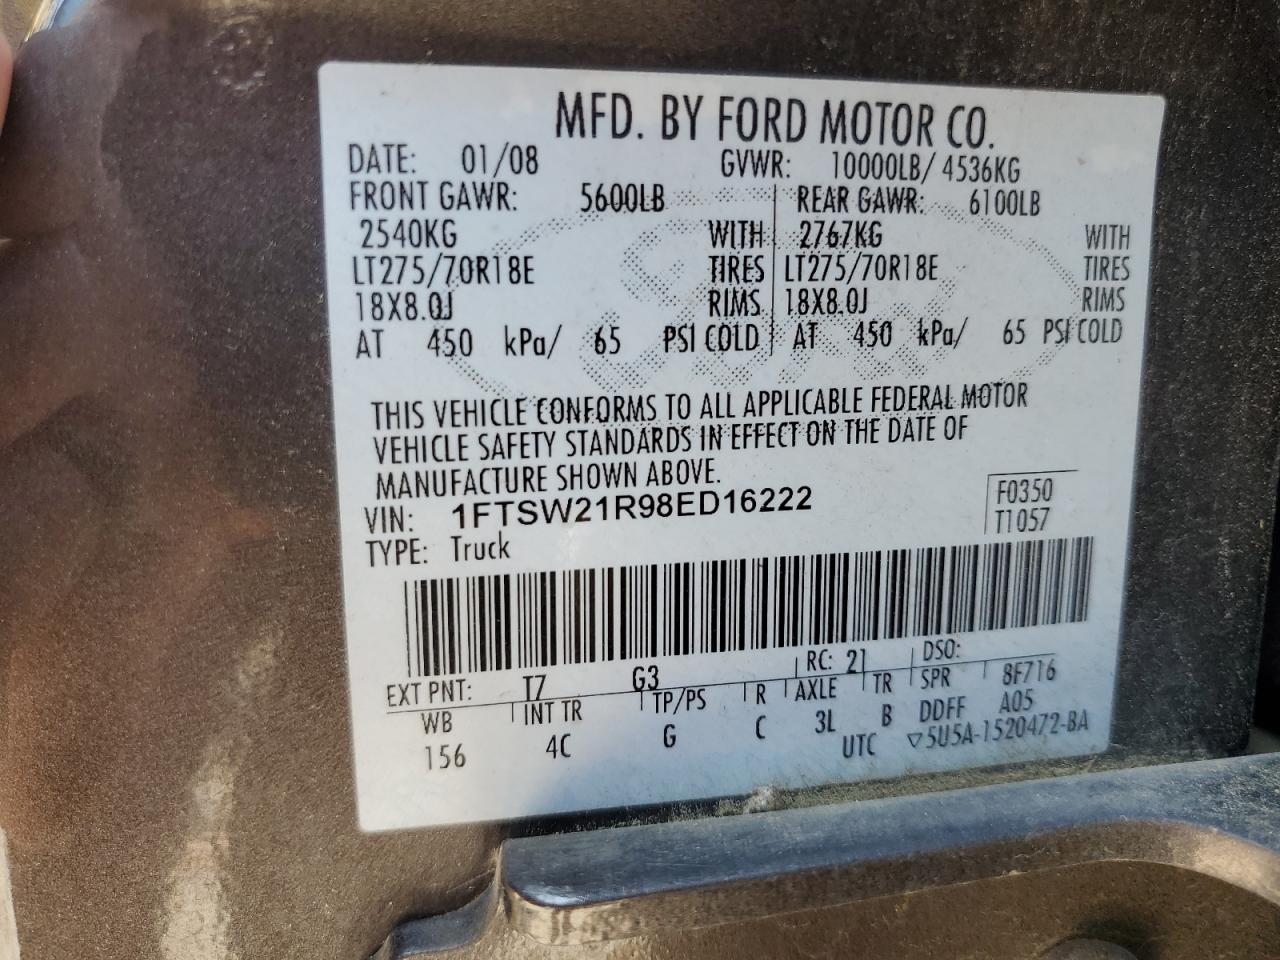 MFD. BY FORD MOTOR CO.
DATE: 01/08 GVWR: 10000LB/ 4536KG
FRONT GAWR: 5600LB REAR GAWR: 6100LB
2540KG WITH 2767KG WITH
LT275/70R18E TIRES LT275/70R18E TIRES
18X8.0J RIMS 18X8.0J RIMS
AT 450 kPa/ 65 PSI COLD AT 450 kPa/ 65 PSI COLD
THIS VEHICLE CONFORMS TO ALL APPLICABLE FEDERAL MOTOR
VEHICLE SAFETY STANDARDS IN EFFECT ON THE DATE OF
MANUFACTURE SHOWN ABOVE.
VIN: 1FTSW21R98ED16222 F0350
TYPE: Truck T1057
EXT PNT: T7 G3 RC: 21 DSO:
WB INT TR TP/PS R AXLE TR SPR 8F716
156 4C G C 3L B DDFF A05
UTC ▽5U5A-1520472-BA